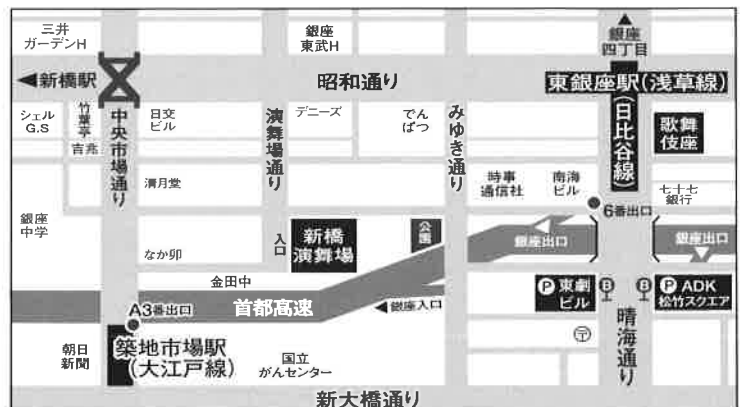 三井
ガーデンH
銀座
東武H
▲
銀座
四丁目
◀新橋駅
昭和通り
東銀座駅(浅草線)
(日比谷線)
シェル
G.S
竹葉亭
吉兆
中央市場通り
日交
ビル
演舞場通り
デニーズ
でん
ぱつ
みゆき通り
歌舞
伎座
清月堂
時事
通信社
南海
ビル
七十七
銀行
6番出口
銀座
中学
なか卯
入口
新橋
演舞場
公園
銀座出口
銀座出口
金田中
首都高速
◀銀座入口
Ⓟ東劇
ビル
Ⓑ
Ⓑ
Ⓟ ADK
松竹スクエア
A3番出口
〒
晴海通り
朝日
新聞
築地市場駅
(大江戸線)
国立
がんセンター
新大橋通り